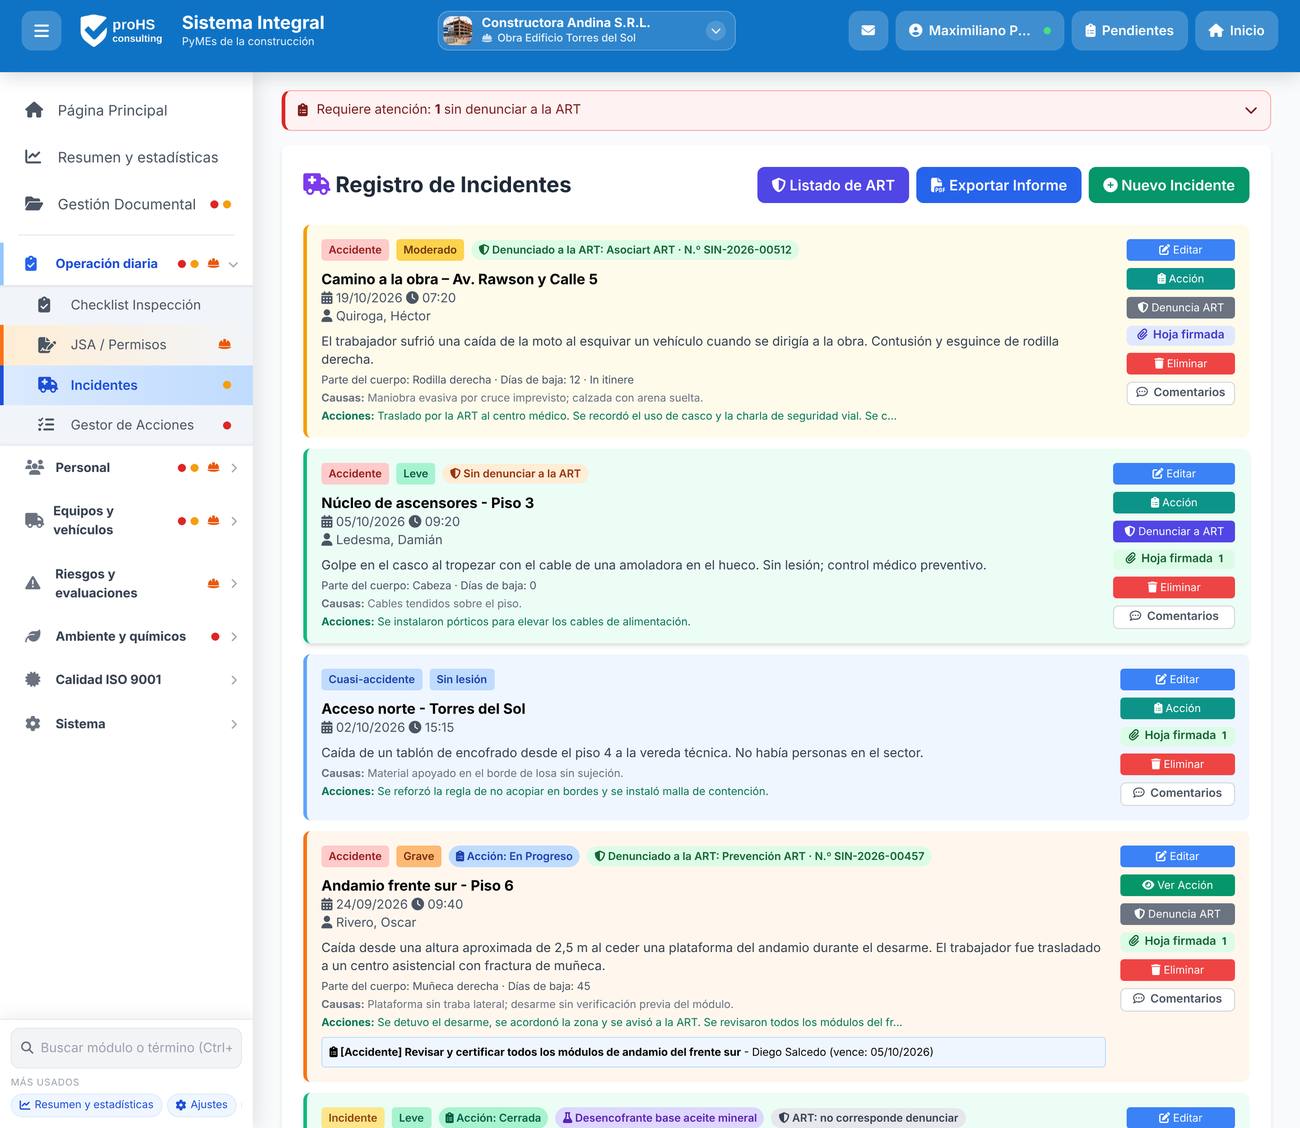 proHS
consulting
Sistema Integral
PyMEs de la construcción
Constructora Andina S.R.L.
Obra Edificio Torres del Sol
Maximiliano P...
Pendientes
Inicio
Página Principal
Resumen y estadísticas
Gestión Documental
Operación diaria
Checklist Inspección
JSA / Permisos
Incidentes
Gestor de Acciones
Personal
Equipos y
vehículos
Riesgos y
evaluaciones
Ambiente y químicos
Calidad ISO 9001
Sistema
Buscar módulo o término (Ctrl+
MÁS USADOS
Resumen y estadísticas
Ajustes
Requiere atención: 1 sin denunciar a la ART
Registro de Incidentes
Listado de ART
Exportar Informe
Nuevo Incidente
Accidente Moderado Denunciado a la ART: Asociart ART · N.º SIN-2026-00512
Camino a la obra – Av. Rawson y Calle 5
19/10/2026 07:20
Quiroga, Héctor
El trabajador sufrió una caída de la moto al esquivar un vehículo cuando se dirigía a la obra. Contusión y esguince de rodilla
derecha.
Parte del cuerpo: Rodilla derecha · Días de baja: 12 · In itinere
Causas: Maniobra evasiva por cruce imprevisto; calzada con arena suelta.
Acciones: Traslado por la ART al centro médico. Se recordó el uso de casco y la charla de seguridad vial. Se c...
Editar
Acción
Denuncia ART
Hoja firmada
Eliminar
Comentarios
Accidente Leve Sin denunciar a la ART
Núcleo de ascensores - Piso 3
05/10/2026 09:20
Ledesma, Damián
Golpe en el casco al tropezar con el cable de una amoladora en el hueco. Sin lesión; control médico preventivo.
Parte del cuerpo: Cabeza · Días de baja: 0
Causas: Cables tendidos sobre el piso.
Acciones: Se instalaron pórticos para elevar los cables de alimentación.
Editar
Acción
Denunciar a ART
Hoja firmada 1
Eliminar
Comentarios
Cuasi-accidente Sin lesión
Acceso norte - Torres del Sol
02/10/2026 15:15
Caída de un tablón de encofrado desde el piso 4 a la vereda técnica. No había personas en el sector.
Causas: Material apoyado en el borde de losa sin sujeción.
Acciones: Se reforzó la regla de no acopiar en bordes y se instaló malla de contención.
Editar
Acción
Hoja firmada 1
Eliminar
Comentarios
Accidente Grave Acción: En Progreso Denunciado a la ART: Prevención ART · N.º SIN-2026-00457
Andamio frente sur - Piso 6
24/09/2026 09:40
Rivero, Oscar
Caída desde una altura aproximada de 2,5 m al ceder una plataforma del andamio durante el desarme. El trabajador fue trasladado
a un centro asistencial con fractura de muñeca.
Parte del cuerpo: Muñeca derecha · Días de baja: 45
Causas: Plataforma sin traba lateral; desarme sin verificación previa del módulo.
Acciones: Se detuvo el desarme, se acordonó la zona y se avisó a la ART. Se revisaron todos los módulos del fr...
[Accidente] Revisar y certificar todos los módulos de andamio del frente sur - Diego Salcedo (vence: 05/10/2026)
Editar
Ver Acción
Denuncia ART
Hoja firmada 1
Eliminar
Comentarios
Incidente Leve Acción: Cerrada Desencofrante base aceite mineral ART: no corresponde denunciar
Editar